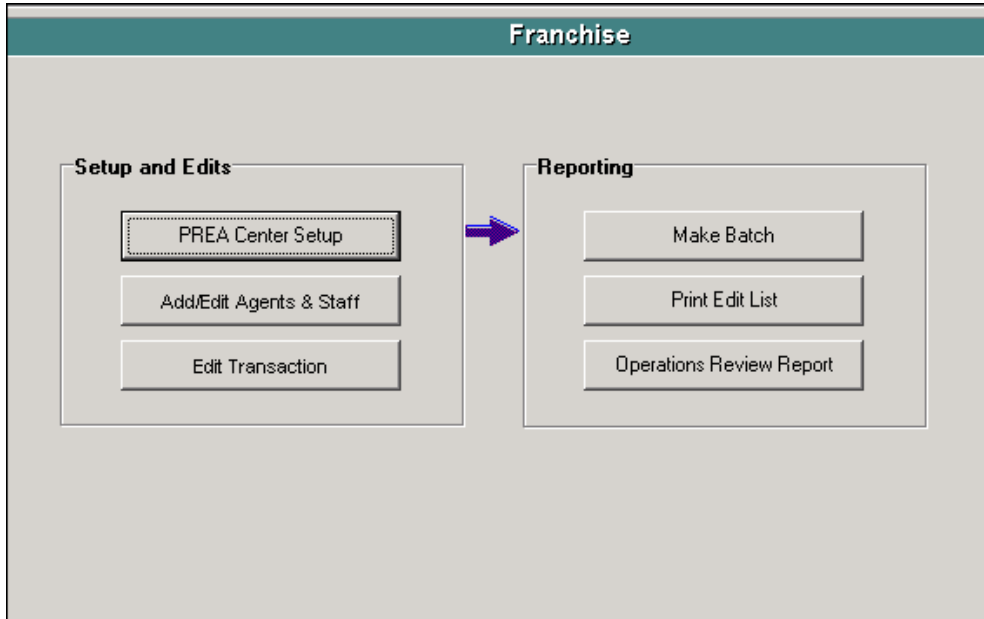 Franchise
Setup and Edits
PREA Center Setup
Add/Edit Agents & Staff
Edit Transaction
Reporting
Make Batch
Print Edit List
Operations Review Report